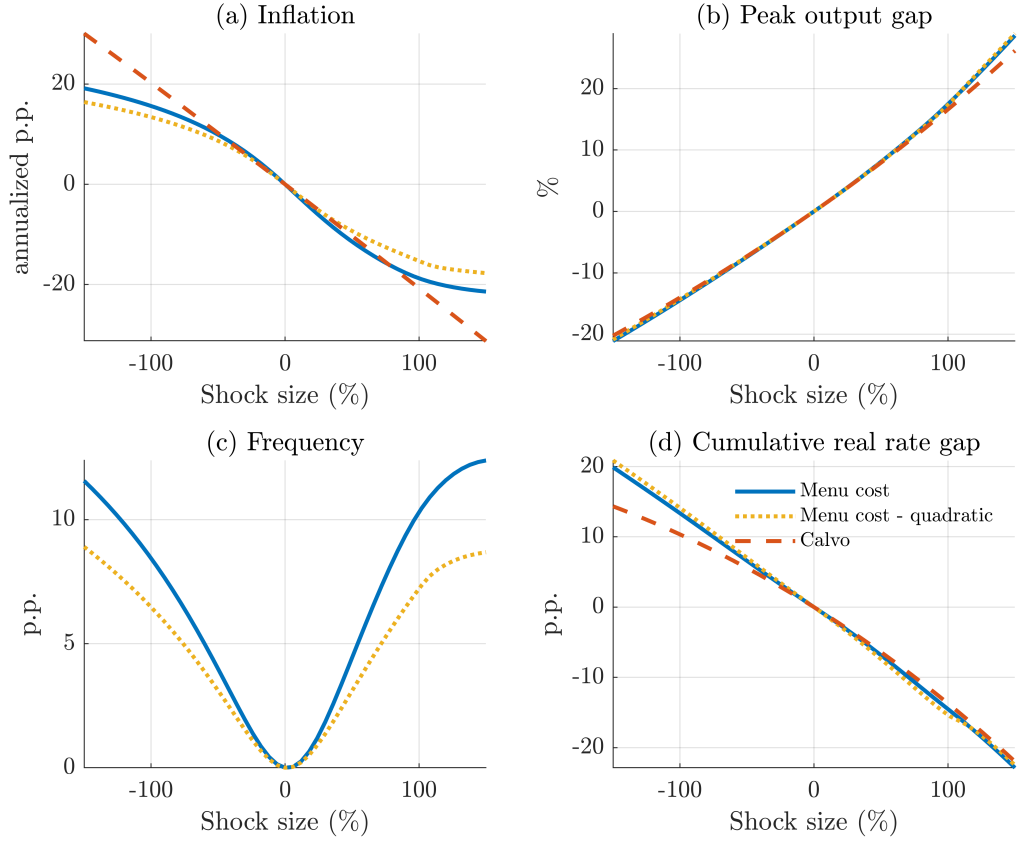 (a) Inflation
annualized p.p.
20
0
-20
-100
0
100
Shock size (%)
(b) Peak output gap
%
20
10
0
-10
-20
-100
0
100
Shock size (%)
(c) Frequency
p.p.
10
5
0
-100
0
100
Shock size (%)
(d) Cumulative real rate gap
p.p.
20
10
0
-10
-20
Menu cost
Menu cost - quadratic
Calvo
-100
0
100
Shock size (%)